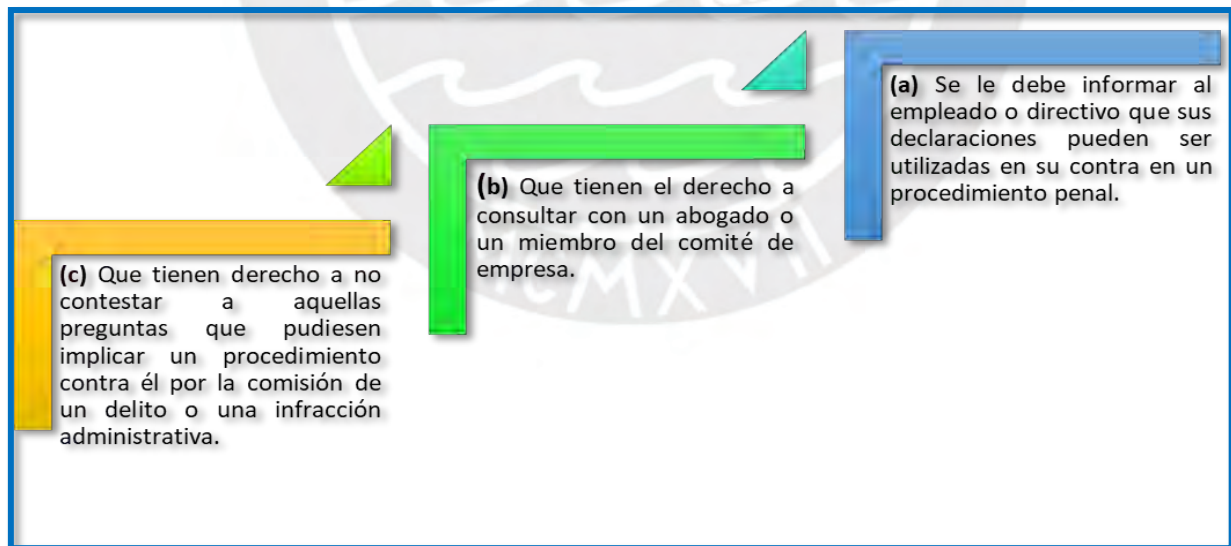 (a) Se le debe informar al
empleado o directivo que sus
declaraciones pueden ser
utilizadas en su contra en un
procedimiento penal.
(b) Que tienen el derecho a
consultar con un abogado o
un miembro del comité de
empresa.
(c) Que tienen derecho a no
contestar a aquellas
preguntas que pudiesen
implicar un procedimiento
contra él por la comisión de
un delito o una infracción
administrativa.